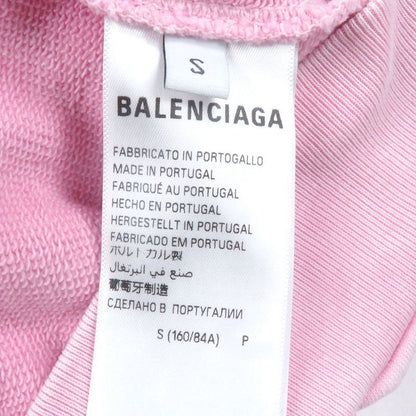 S
BALENCIAGA
FABBRICATO IN PORTOGALLO
MADE IN PORTUGAL
FABRIQUÉ AU PORTUGAL
HECHO EN PORTUGAL
HERGESTELLT IN PORTUGAL
FABRICADO EM PORTUGAL
ポルトガル製
صنع في البرتغال
葡萄牙制造
СДЕЛАНО В ПОРТУГАЛИИ
S (160/84A) P